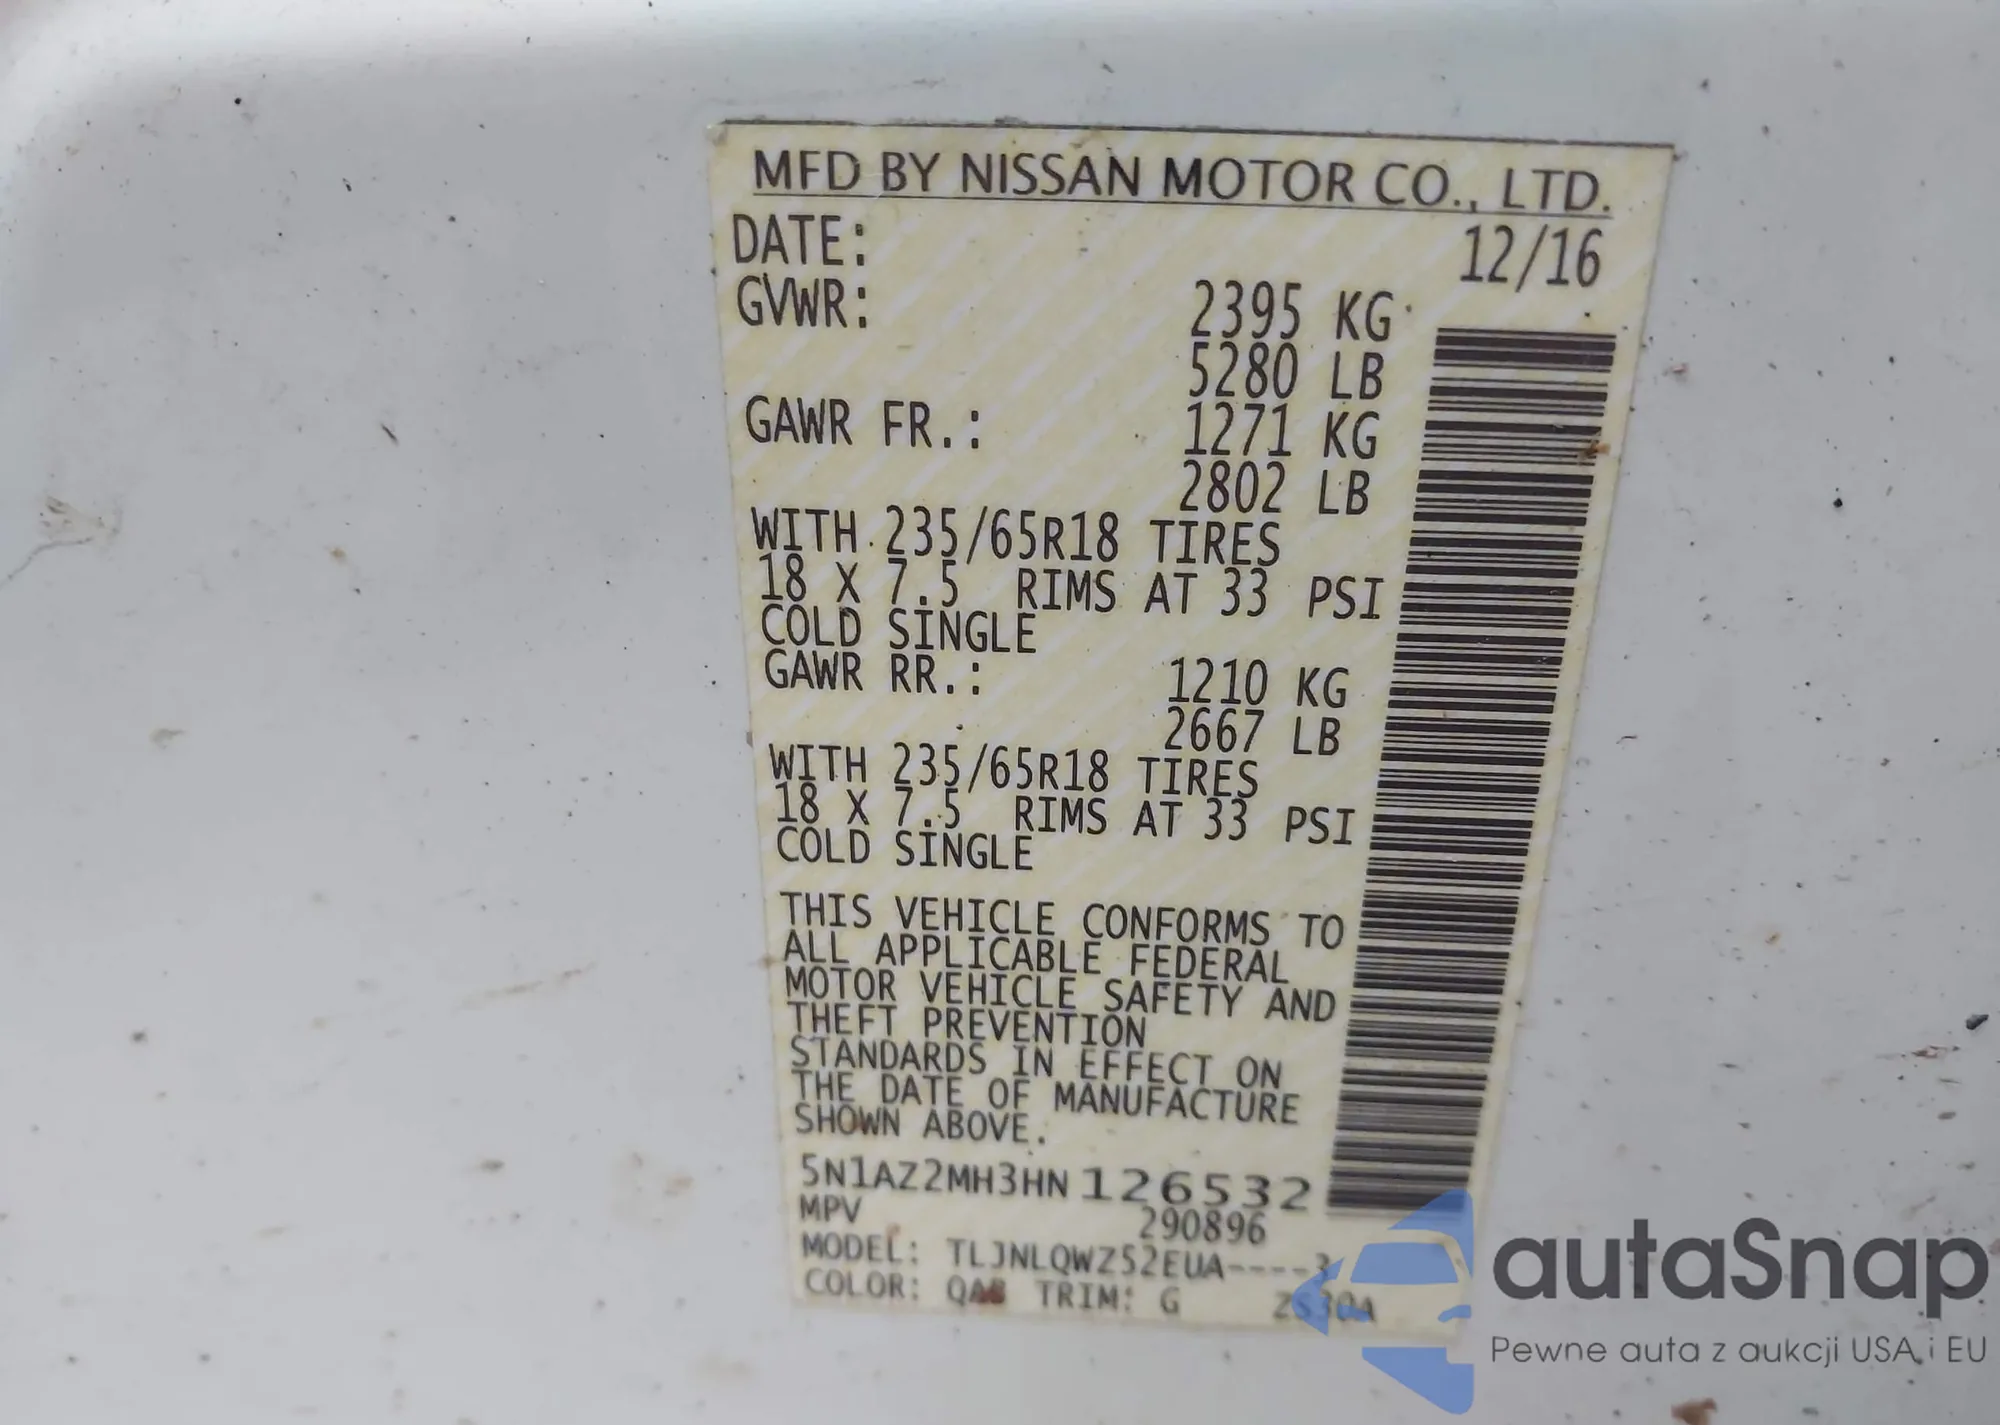 MFD BY NISSAN MOTOR CO., LTD.
DATE: 12/16
GVWR: 2395 KG
5280 LB
GAWR FR.: 1271 KG
2802 LB
WITH 235/65R18 TIRES
18 X 7.5 RIMS AT 33 PSI
COLD SINGLE
GAWR RR.: 1210 KG
2667 LB
WITH 235/65R18 TIRES
18 X 7.5 RIMS AT 33 PSI
COLD SINGLE
THIS VEHICLE CONFORMS TO
ALL APPLICABLE FEDERAL
MOTOR VEHICLE SAFETY AND
THEFT PREVENTION
STANDARDS IN EFFECT ON
THE DATE OF MANUFACTURE
SHOWN ABOVE.
5N1AZ2MH3HN126532
MPV 290896
MODEL: TLJNLQWZ52EUA----3
COLOR: TRIM: G
autaSnap
Pewne auta z aukcji USA i EU